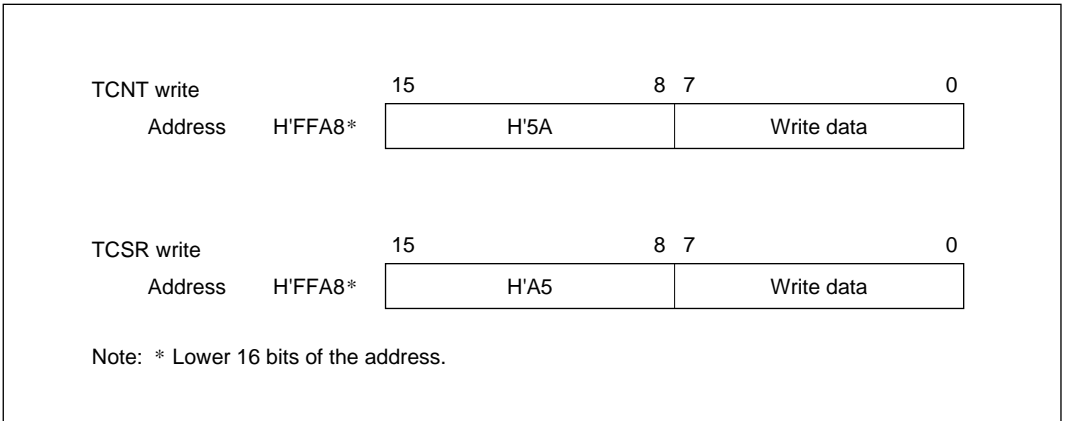 TCNT write 15 8 7 0
Address H'FFA8* H'5A Write data
TCSR write 15 8 7 0
Address H'FFA8* H'A5 Write data
Note: * Lower 16 bits of the address.